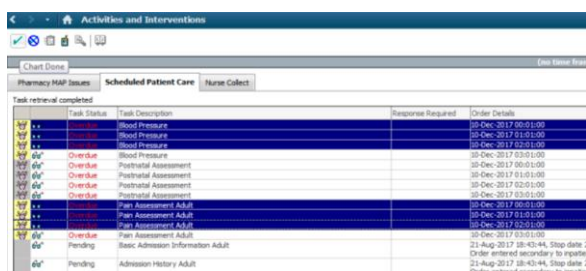 Activities and Interventions
(no time fra
Chart Done
Pharmacy MAP Issues Scheduled Patient Care Nurse Collect
Task retrieval completed
Task Status Task Description Response Required Order Details
Overdue Blood Pressure 10-Dec-2017 00:01:00
Overdue Blood Pressure 10-Dec-2017 01:01:00
Overdue Blood Pressure 10-Dec-2017 02:01:00
Overdue Blood Pressure 10-Dec-2017 03:01:00
Overdue Postnatal Assessment 10-Dec-2017 00:01:00
Overdue Postnatal Assessment 10-Dec-2017 01:01:00
Overdue Postnatal Assessment 10-Dec-2017 02:01:00
Overdue Postnatal Assessment 10-Dec-2017 03:01:00
Overdue Pain Assessment Adult 10-Dec-2017 00:01:00
Overdue Pain Assessment Adult 10-Dec-2017 01:01:00
Overdue Pain Assessment Adult 10-Dec-2017 02:01:00
Overdue Pain Assessment Adult 10-Dec-2017 03:01:00
Pending Basic Admission Information Adult 21-Aug-2017 18:43:44, Stop date
Order entered secondary to inpatie
Pending Admission History Adult 21-Aug-2017 18:43:44, Stop date